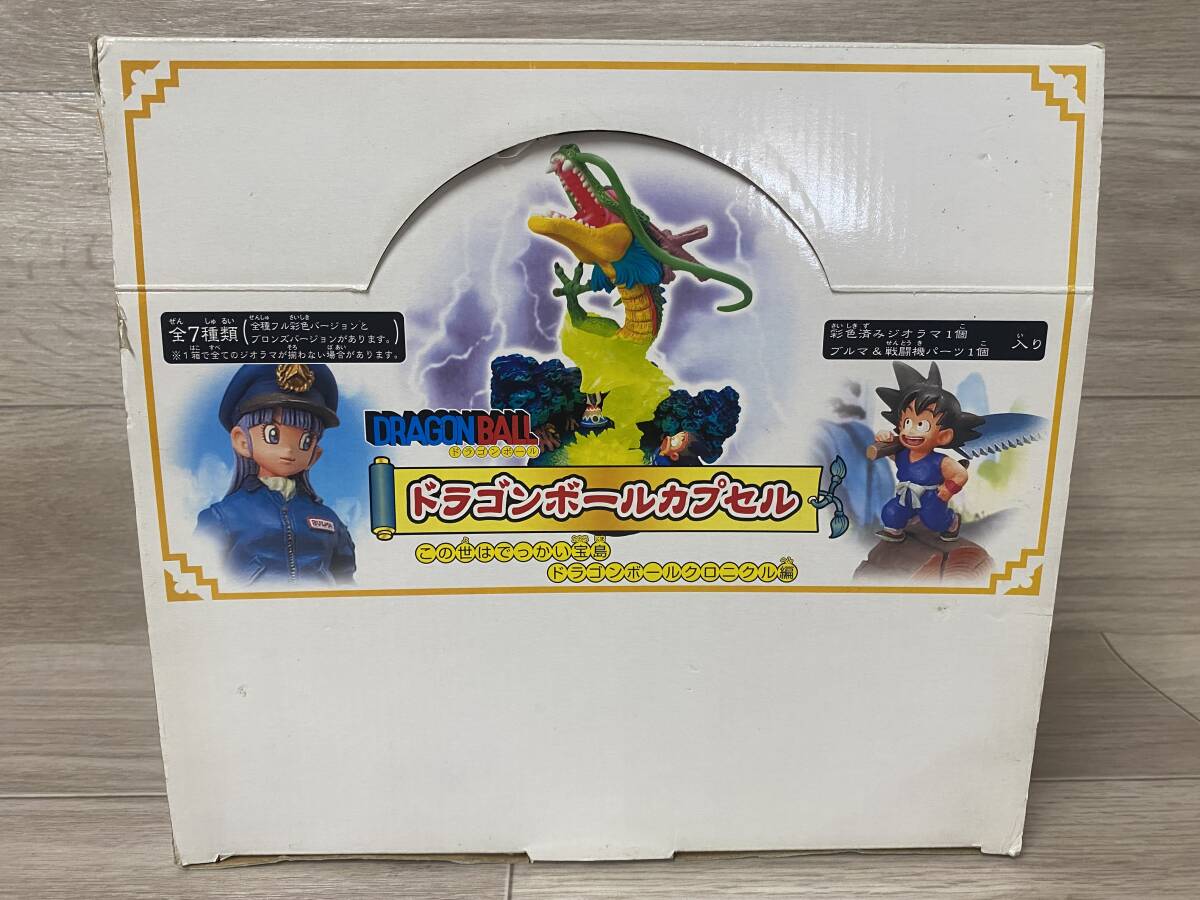 全7種類
(全種フル彩色バージョンと
ブロンズバージョンがあります。)
※1箱で全てのジオラマが揃わない場合があります。
彩色済みジオラマ1個
ブルマ&戦闘機パーツ1個
入り
DRAGON BALL
ドラゴンボール
ドラゴンボールカプセル
この世はでっかい宝島
ドラゴンボールクロニクル編